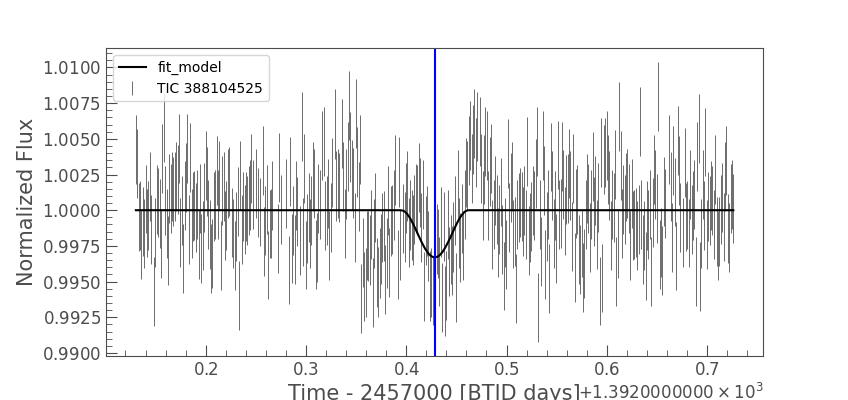 fit_model
TIC 388104525
Normalized Flux
1.0100
1.0075
1.0050
1.0025
1.0000
0.9975
0.9950
0.9925
0.9900
0.2 0.3 0.4 0.5 0.6 0.7
Time - 2457000 [BTJD days]
+1.3920000000 × 10³